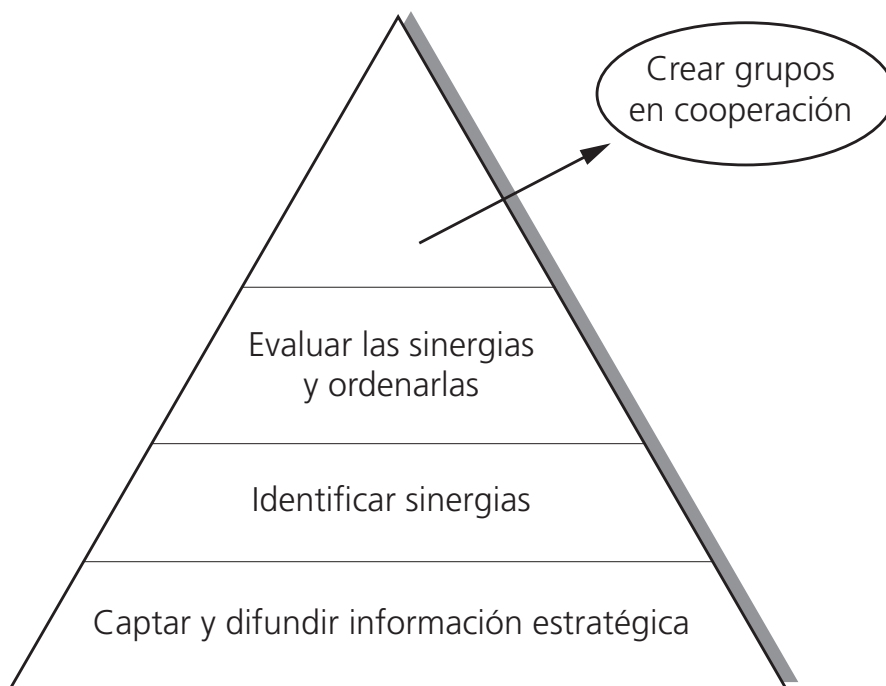 Crear grupos
en cooperación
Evaluar las sinergias
y ordenarlas
Identificar sinergias
Captar y difundir información estratégica